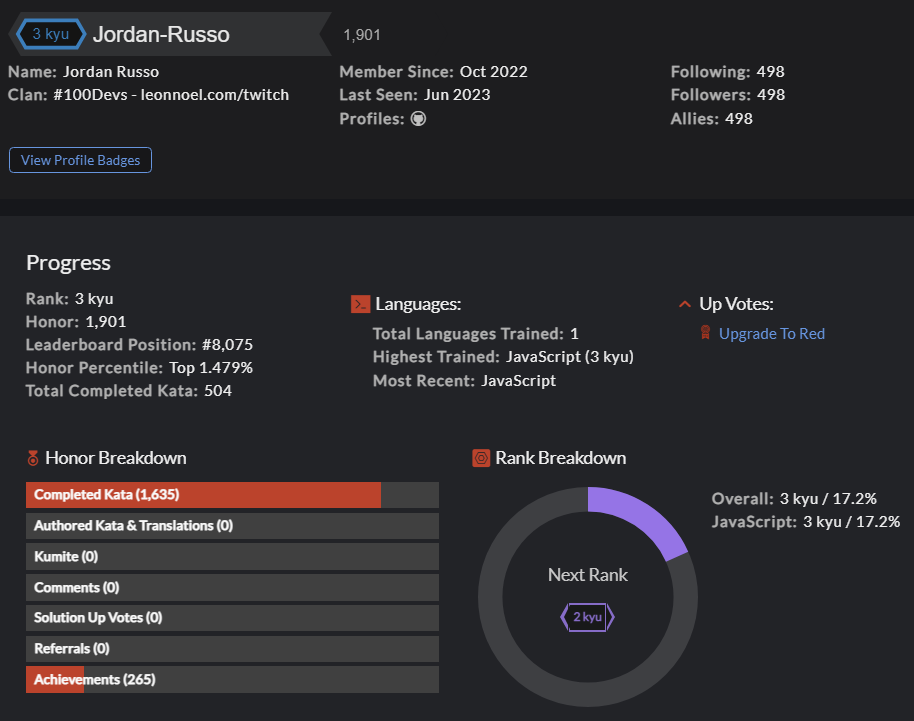 3 kyu Jordan-Russo 1,901
Name: Jordan Russo Member Since: Oct 2022 Following: 498
Clan: #100Devs - leonnoel.com/twitch Last Seen: Jun 2023 Followers: 498
Profiles: Allies: 498
View Profile Badges
Progress
Rank: 3 kyu
Honor: 1,901
Leaderboard Position: #8,075
Honor Percentile: Top 1.479%
Total Completed Kata: 504
Languages:
Total Languages Trained: 1
Highest Trained: JavaScript (3 kyu)
Most Recent: JavaScript
Up Votes:
Upgrade To Red
Honor Breakdown
Completed Kata (1,635)
Authored Kata & Translations (0)
Kumite (0)
Comments (0)
Solution Up Votes (0)
Referrals (0)
Achievements (265)
Rank Breakdown
Next Rank
2 kyu
Overall: 3 kyu / 17.2%
JavaScript: 3 kyu / 17.2%